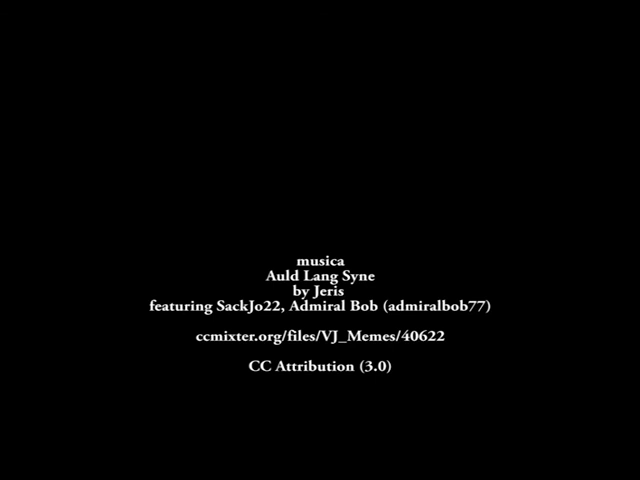 musica
Auld Lang Syne
by Jeris
featuring SackJo22, Admiral Bob (admiralbob77)
ccmixter.org/files/VJ_Memes/40622
CC Attribution (3.0)